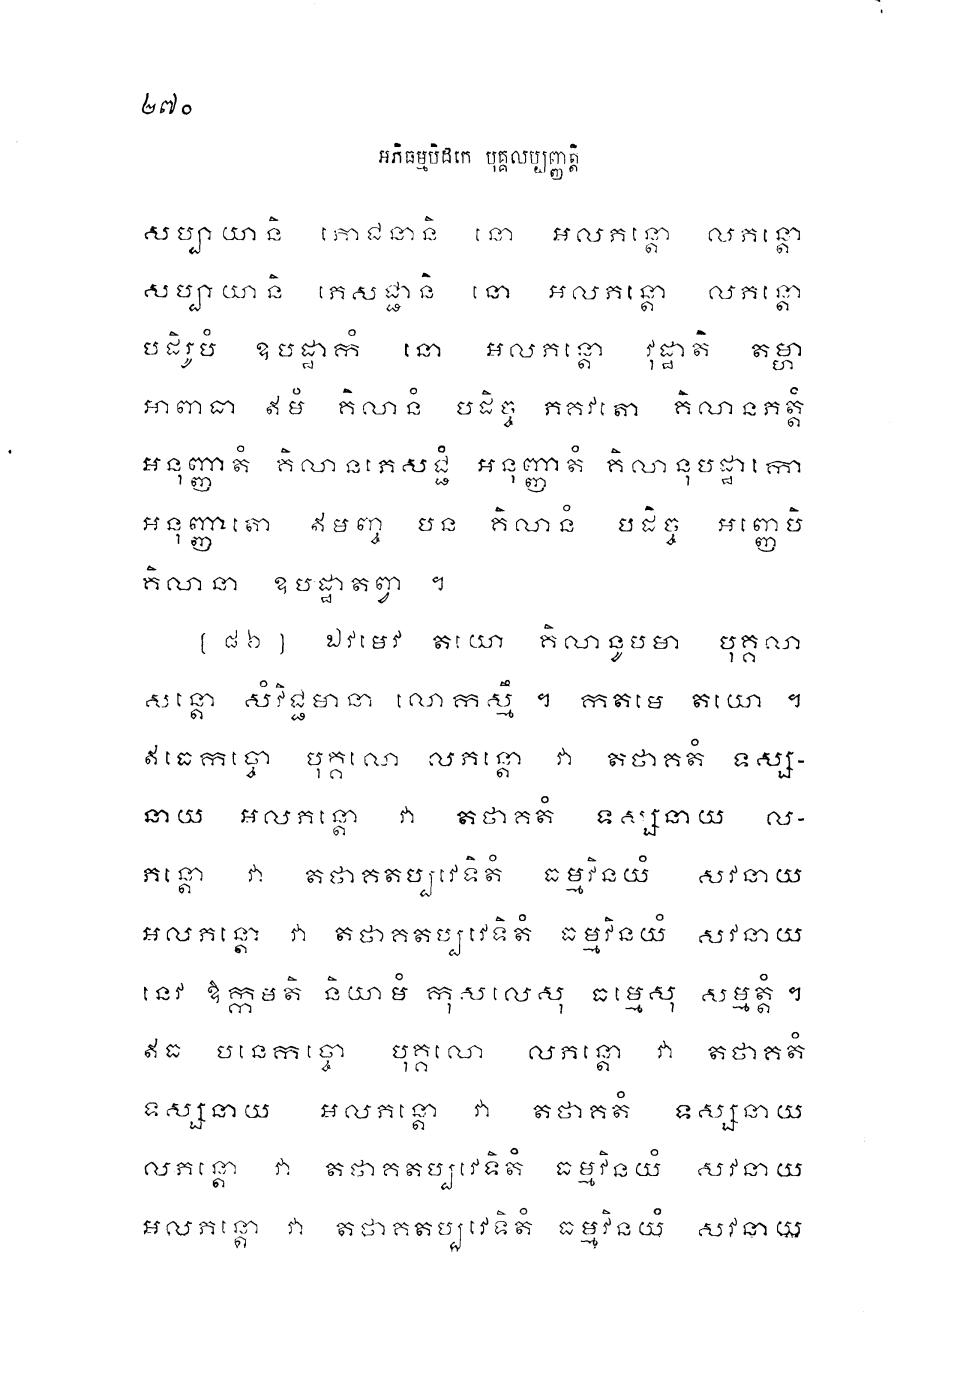 ២៧០
អភិធម្មបិដកេ បុគ្គលប្បញ្ញត្តិ
សប្បាយានិ ភោជនានិ នោ អលភន្តោ លភន្តោ
សប្បាយានិ ភេសជ្ជានិ នោ អលភន្តោ លភន្តោ
បដិរូបំ ឧបដ្ឋាកំ នោ អលភន្តោ វុដ្ឋាតិ តម្ហា
អាពាធា ឥមំ គិលានំ បដិច្ច ភគវតោ គិលានភត្តំ
អនុញ្ញាតំ គិលានភេសជ្ជំ អនុញ្ញាតំ គិលានុបដ្ឋាកោ
អនុញ្ញាតោ ឥមញ្ច បន គិលានំ បដិច្ច អញ្ញេបិ
គិលានា ឧបដ្ឋាតព្វា ។
[ ៨៦ ] ឯវមេវ តយោ គិលានូបមា បុគ្គលា
សន្តោ សំវិជ្ជមានា លោកស្មឹ ។ កតមេ តយោ ។
ឥធេកច្ចោ បុគ្គលោ លភន្តោ វា តថាគតំ ទស្ស-
នាយ អលភន្តោ វា តថាគតំ ទស្សនាយ ល-
ភន្តោ វា តថាគតប្បវេទិតំ ធម្មវិនយំ សវនាយ
អលភន្តោ វា តថាគតប្បវេទិតំ ធម្មវិនយំ សវនាយ
នេវ ឱក្កមតិ និយាមំ កុសលេសុ ធម្មេសុ សម្មត្តំ ។
ឥធ បនេកច្ចោ បុគ្គលោ លភន្តោ វា តថាគតំ
ទស្សនាយ អលភន្តោ វា តថាគតំ ទស្សនាយ
លភន្តោ វា តថាគតប្បវេទិតំ ធម្មវិនយំ សវនាយ
អលភន្តោ វា តថាគតប្បវេទិតំ ធម្មវិនយំ សវនាយ